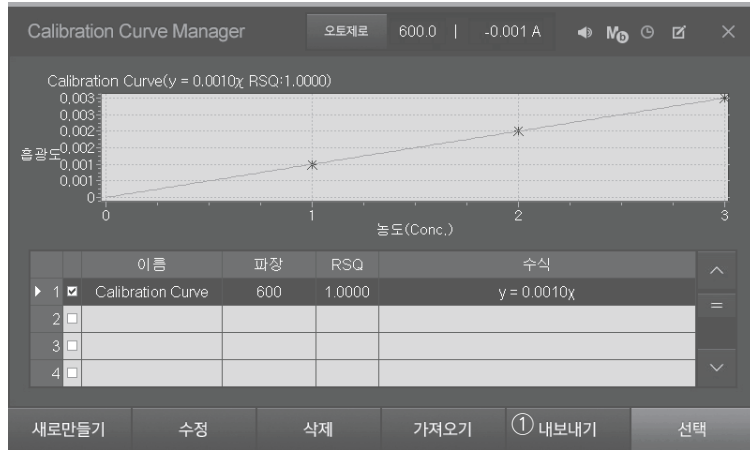 Calibration Curve Manager 오토제로 600.0 | -0.001 A Mb
Calibration Curve(y = 0.0010χ RSQ:1.0000)
0,003
0,003
0,002
0,002
0,001
0,001
0
흡광도
0 1 2 3
농도(Conc.)
이름 파장 RSQ 수식
1 Calibration Curve 600 1.0000 y = 0.0010χ
2
3
4
새로만들기 수정 삭제 가져오기 ① 내보내기 선택